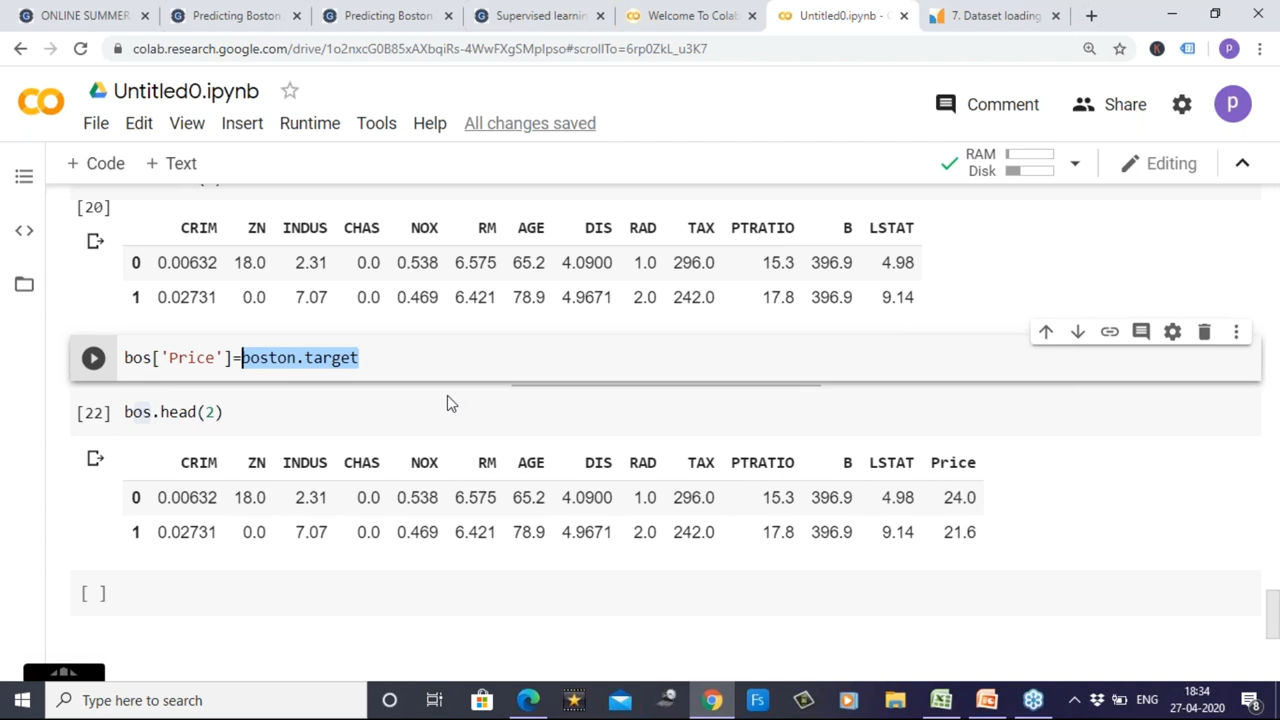 ONLINE SUMMER
Predicting Boston
Predicting Boston
Supervised learnin
Welcome To Colab
Untitled0.ipynb - C
7. Dataset loading
colab.research.google.com/drive/1o2nxcG0B85xAXbqiRs-4WwFXgSMpIpso#scrollTo=6rp0ZkL_u3K7
K
p
Untitled0.ipynb
Comment
Share
p
File Edit View Insert Runtime Tools Help All changes saved
+ Code + Text
RAM
Disk
Editing
[20]
CRIM ZN INDUS CHAS NOX RM AGE DIS RAD TAX PTRATIO B LSTAT
0 0.00632 18.0 2.31 0.0 0.538 6.575 65.2 4.0900 1.0 296.0 15.3 396.9 4.98
1 0.02731 0.0 7.07 0.0 0.469 6.421 78.9 4.9671 2.0 242.0 17.8 396.9 9.14
bos['Price']=boston.target
[22] bos.head(2)
CRIM ZN INDUS CHAS NOX RM AGE DIS RAD TAX PTRATIO B LSTAT Price
0 0.00632 18.0 2.31 0.0 0.538 6.575 65.2 4.0900 1.0 296.0 15.3 396.9 4.98 24.0
1 0.02731 0.0 7.07 0.0 0.469 6.421 78.9 4.9671 2.0 242.0 17.8 396.9 9.14 21.6
[ ]
Type here to search
Fs
ENG
18:34
27-04-2020
8